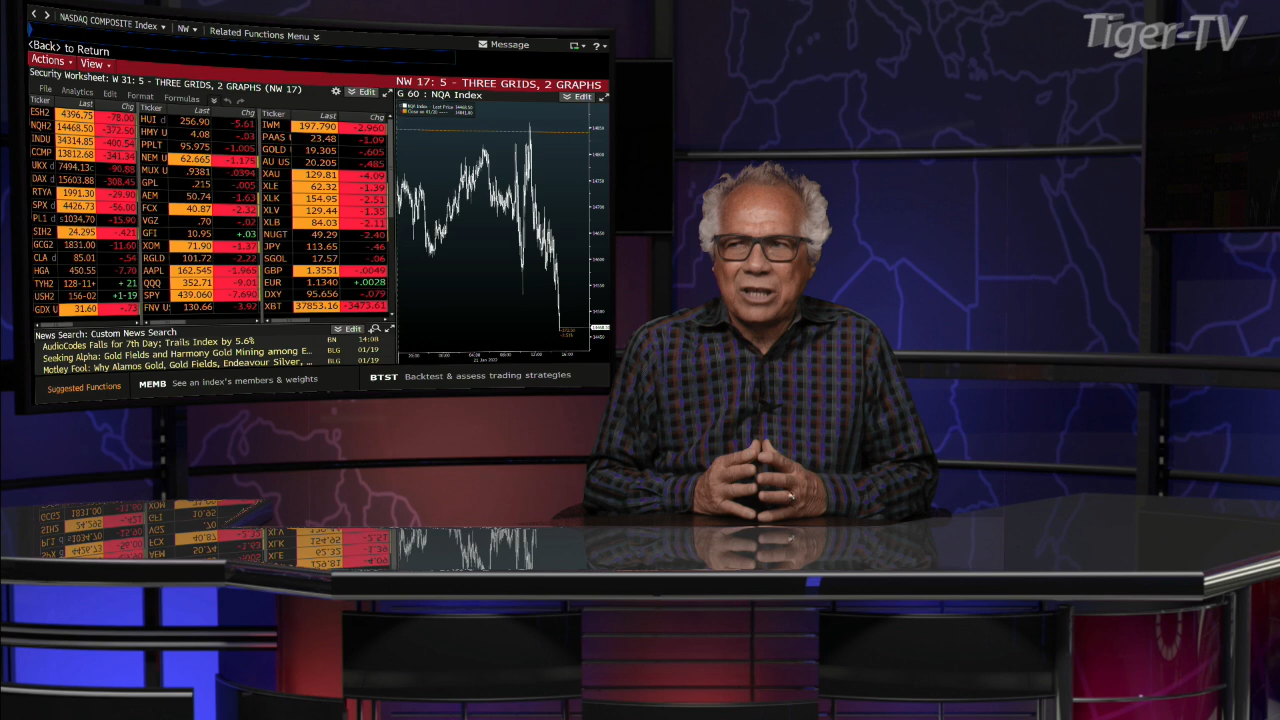 Tiger-TV
NASDAQ COMPOSITE Index NW Related Functions Menu
<Back> to Return
Message ?
Actions View
Security Worksheet: W 31: 5 - THREE GRIDS, 2 GRAPHS (NW 17) Edit
NW 17: 5 - THREE GRIDS, 2 GRAPHS
G 60 : NQA Index Edit
File Analytics Edit Format Formulas
Ticker Last Chg
ESH2 4396.75 -78.00
NQH2 14468.50 -372.50
INDU 34314.85 -400.54
CCMP 13812.68 -341.34
UKX d 7494.13c -90.88
DAX d 15603.88 -308.45
RTYA 1991.30 -29.90
SPX d 4426.73 -56.00
PL1 d s1034.70 -15.90
SIH2 24.295 -.421
GCG2 1831.00 -11.60
CLA d 85.01 -.54
HGA 450.55 -7.70
TYH2 128-11+ + 21
USH2 156-02 +1-19
GDX U 31.60 -.73
Ticker Last Chg
HUI d 256.90 -5.61
HMY U 4.08 -.03
PPLT 95.975 -1.005
NEM U 62.665 -1.175
MUX U .9381 -.0394
GPL .215 -.005
AEM 50.74 -1.63
FCX 40.87 -2.32
VGZ .70 -.02
GFI 10.95 +.03
XOM 71.90 -1.37
RGLD 101.72 -2.22
AAPL 162.545 -1.965
QQQ 352.71 -9.01
SPY 439.060 -7.690
FNV U 130.66 -3.92
Ticker Last Chg
IWM 197.790 -2.960
PAAS U 23.48 -1.09
GOLD U 19.305 -.605
AU US 20.205 -.485
XAU 129.81 -4.09
XLE 62.32 -1.39
XLK 154.95 -2.51
XLV 129.44 -1.35
XLB 84.03 -2.11
NUGT 49.29 -2.40
JPY 113.65 -.46
SGOL 17.57 -.06
GBP 1.3551 -.0049
EUR 1.1340 +.0028
DXY 95.656 -.079
XBT 37853.16 -3473.61
News Search: Custom News Search Edit
AudioCodes Falls for 7th Day; Trails Index by 5.6% BN 14:08
Seeking Alpha: Gold Fields and Harmony Gold Mining among E... BLG 01/19
Motley Fool: Why Alamos Gold, Gold Fields, Endeavour Silver, ... BLG 01/19
21 Jan 2022
Suggested Functions MEMB See an index's members & weights BTST Backtest & assess trading strategies